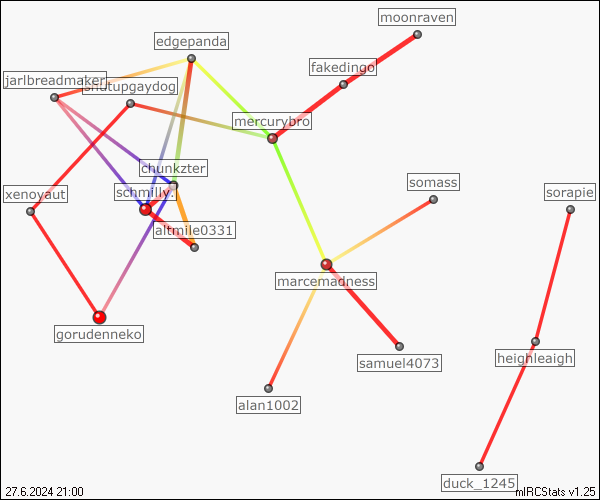 moonraven
edgepanda
fakedingo
jarlbreadmaker
shutupgaydog
mercurybro
chunkzter
somass
xenoyaut
schmilly.
sorapie
altmile0331
marcemadness
gorudenneko
heighleaigh
samuel4073
alan1002
duck_1245
27.6.2024 21:00
mIRCStats v1.25